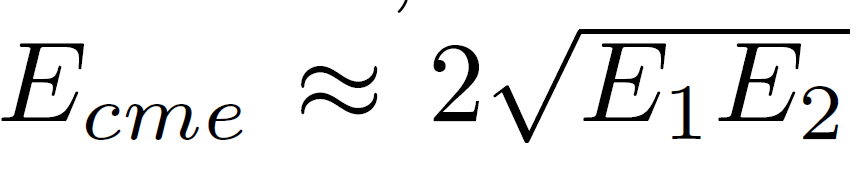 E_{cme} ≈ 2√(E_1 E_2)